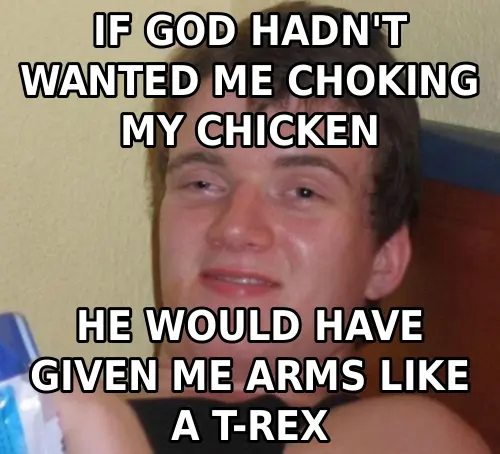 IF GOD HADN'T
WANTED ME CHOKING
MY CHICKEN
HE WOULD HAVE
GIVEN ME ARMS LIKE
A T-REX